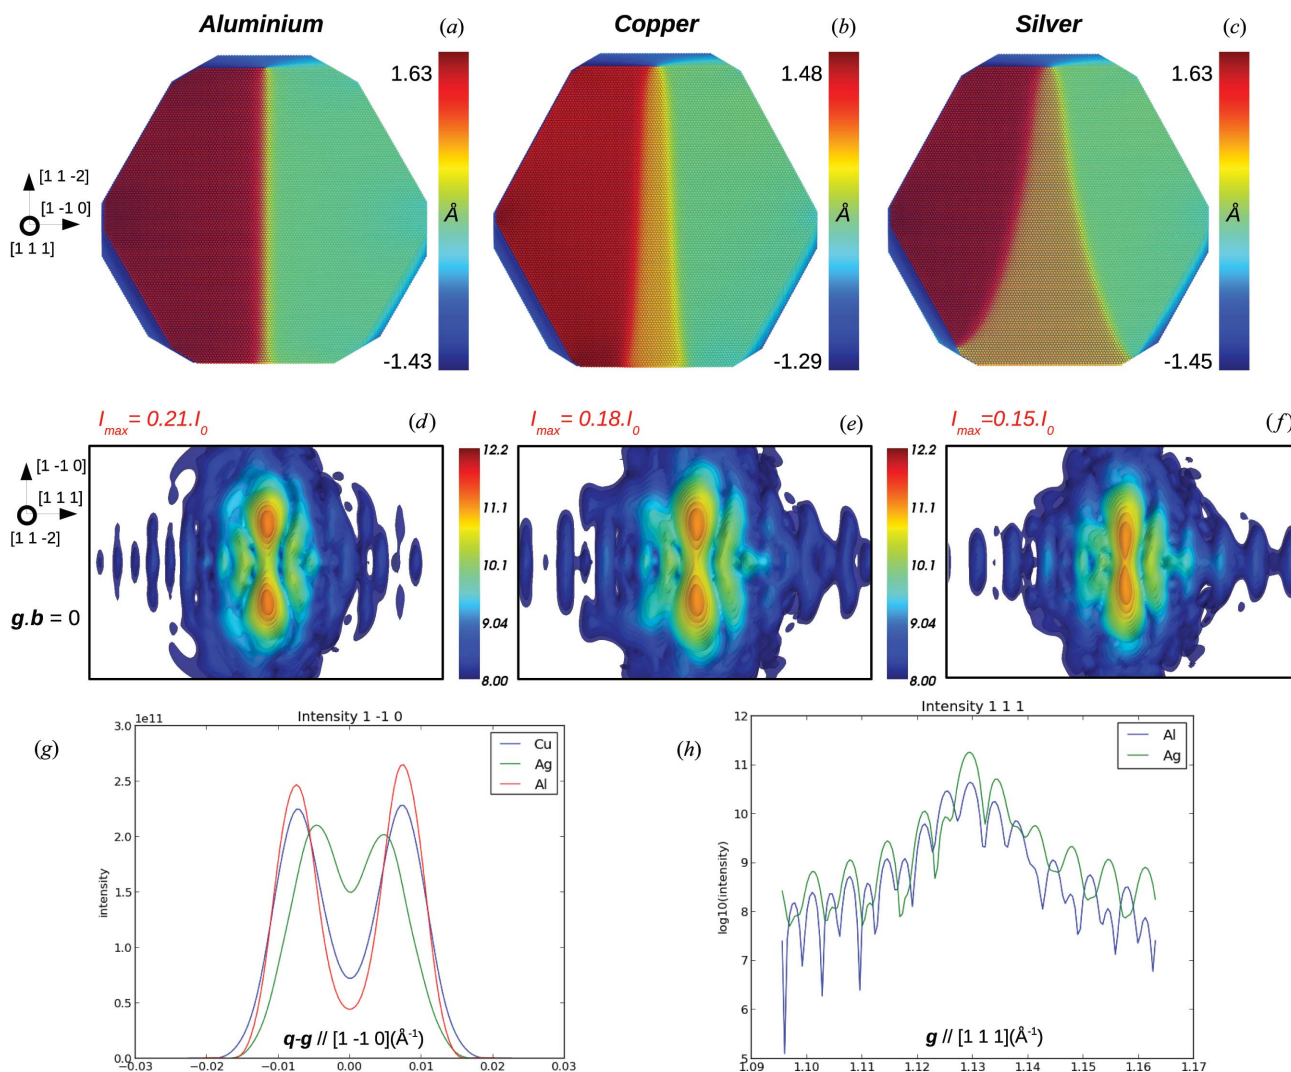 Aluminium (a) Copper (b) Silver (c)
1.63 1.48 1.63
[1 1 -2]
[1 -1 0]
[1 1 1]
Å Å Å
-1.43 -1.29 -1.45
I_max = 0.21.I_0 (d) I_max = 0.18.I_0 (e) I_max =0.15.I_0 (f)
[1 -1 0]
[1 1 1]
[1 1 -2]
g.b = 0
12.2 12.2
11.1 11.1
10.1 10.1
9.04 9.04
8.00 8.00
(g)
1e11 Intensity 1 -1 0
Cu
Ag
Al
intensity
3.0
2.5
2.0
1.5
1.0
0.5
0.0
q-g // [1 -1 0](Å⁻¹)
−0.03 −0.02 −0.01 0.00 0.01 0.02 0.03
(h)
Intensity 1 1 1
Al
Ag
log10(intensity)
12
11
10
9
8
7
6
5
g // [1 1 1](Å⁻¹)
1.09 1.10 1.11 1.12 1.13 1.14 1.15 1.16 1.17